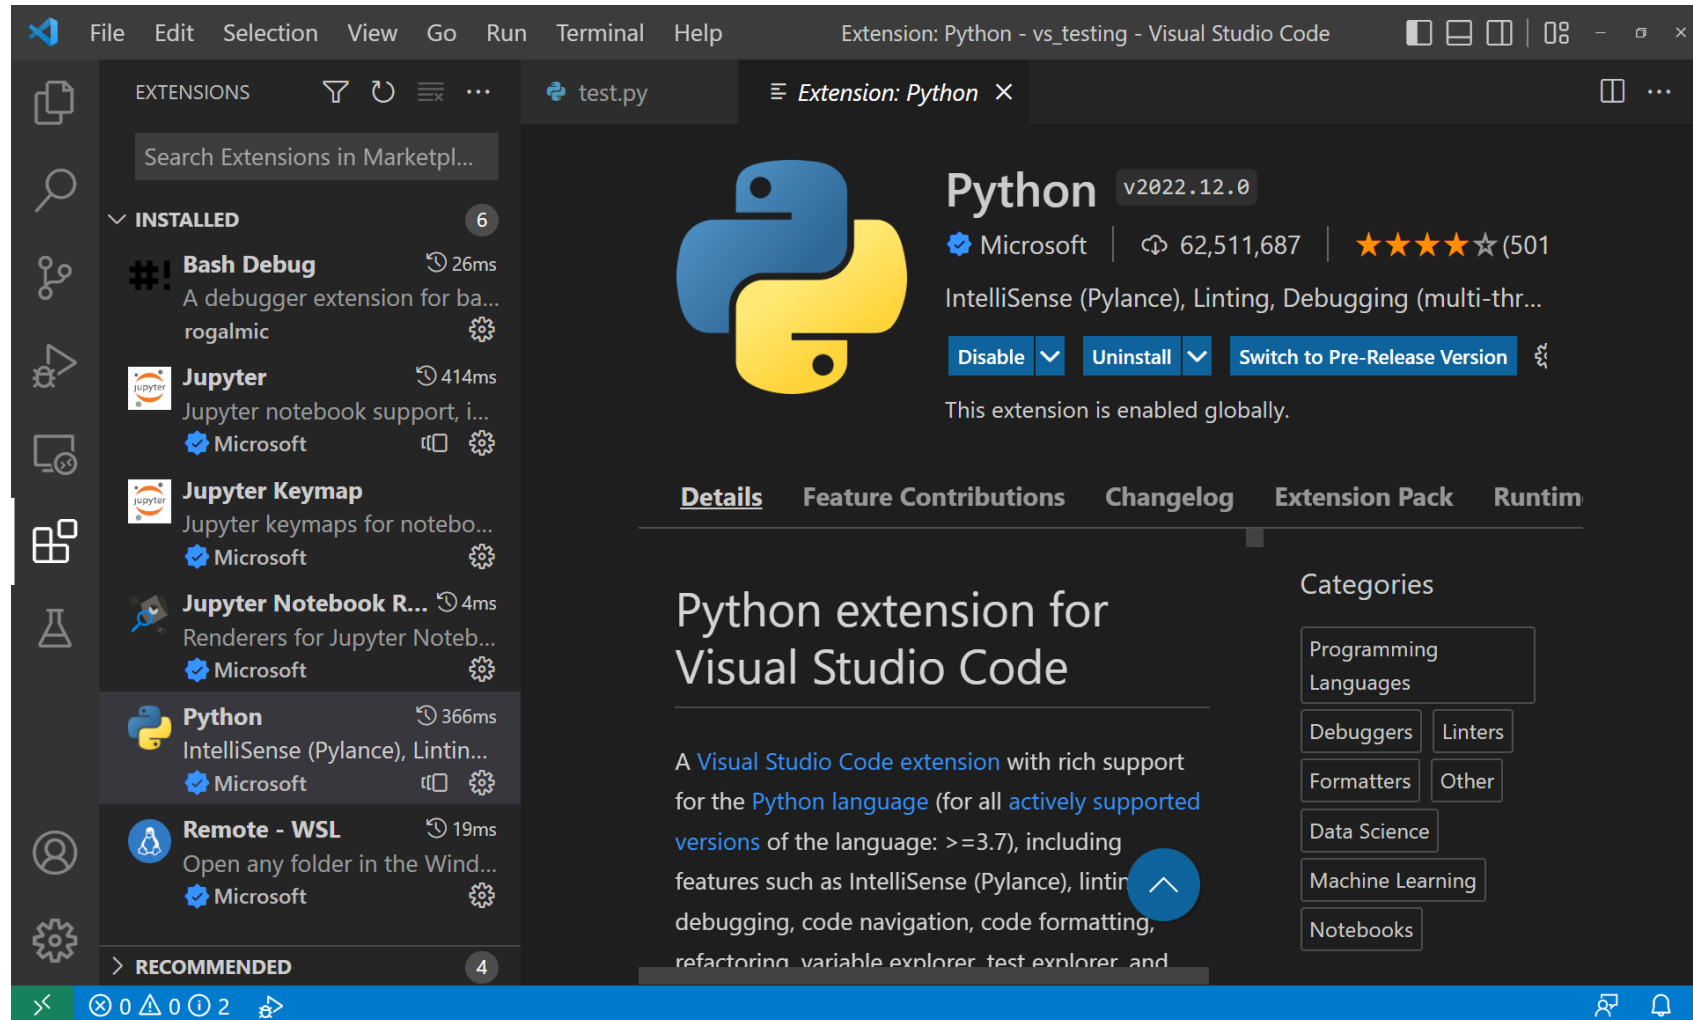 File Edit Selection View Go Run Terminal Help
Extension: Python - vs_testing - Visual Studio Code
EXTENSIONS
Search Extensions in Marketpl...
INSTALLED 6
Bash Debug 26ms
A debugger extension for ba...
rogalmic
Jupyter 414ms
Jupyter notebook support, i...
Microsoft
Jupyter Keymap
Jupyter keymaps for notebo...
Microsoft
Jupyter Notebook R... 4ms
Renderers for Jupyter Noteb...
Microsoft
Python 366ms
IntelliSense (Pylance), Lintin...
Microsoft
Remote - WSL 19ms
Open any folder in the Wind...
Microsoft
RECOMMENDED 4
test.py
Extension: Python
Python v2022.12.0
Microsoft 62,511,687 (501
IntelliSense (Pylance), Linting, Debugging (multi-thr...
Disable Uninstall Switch to Pre-Release Version
This extension is enabled globally.
Details Feature Contributions Changelog Extension Pack Runtim
Python extension for
Visual Studio Code
A Visual Studio Code extension with rich support
for the Python language (for all actively supported
versions of the language: >=3.7), including
features such as IntelliSense (Pylance), lintin
debugging, code navigation, code formatting,
refactoring, variable explorer, test explorer, and
Categories
Programming
Languages
Debuggers Linters
Formatters Other
Data Science
Machine Learning
Notebooks
0 0 2
jupyter
jupyter